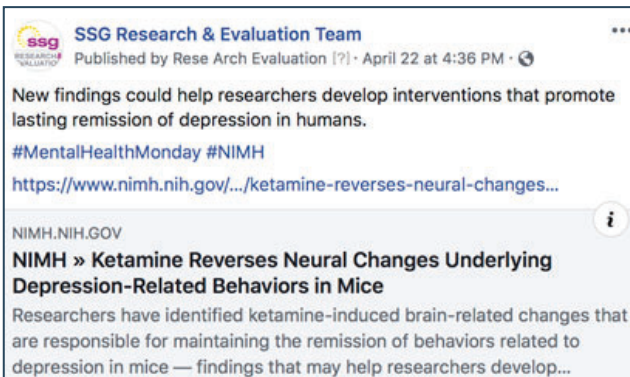 ssg
RESEARCH &
EVALUATION
SSG Research & Evaluation Team
Published by Rese Arch Evaluation [?] · April 22 at 4:36 PM ·
New findings could help researchers develop interventions that promote
lasting remission of depression in humans.
#MentalHealthMonday #NIMH
https://www.nimh.nih.gov/.../ketamine-reverses-neural-changes...
i
NIMH.NIH.GOV
NIMH » Ketamine Reverses Neural Changes Underlying
Depression-Related Behaviors in Mice
Researchers have identified ketamine-induced brain-related changes that
are responsible for maintaining the remission of behaviors related to
depression in mice — findings that may help researchers develop...